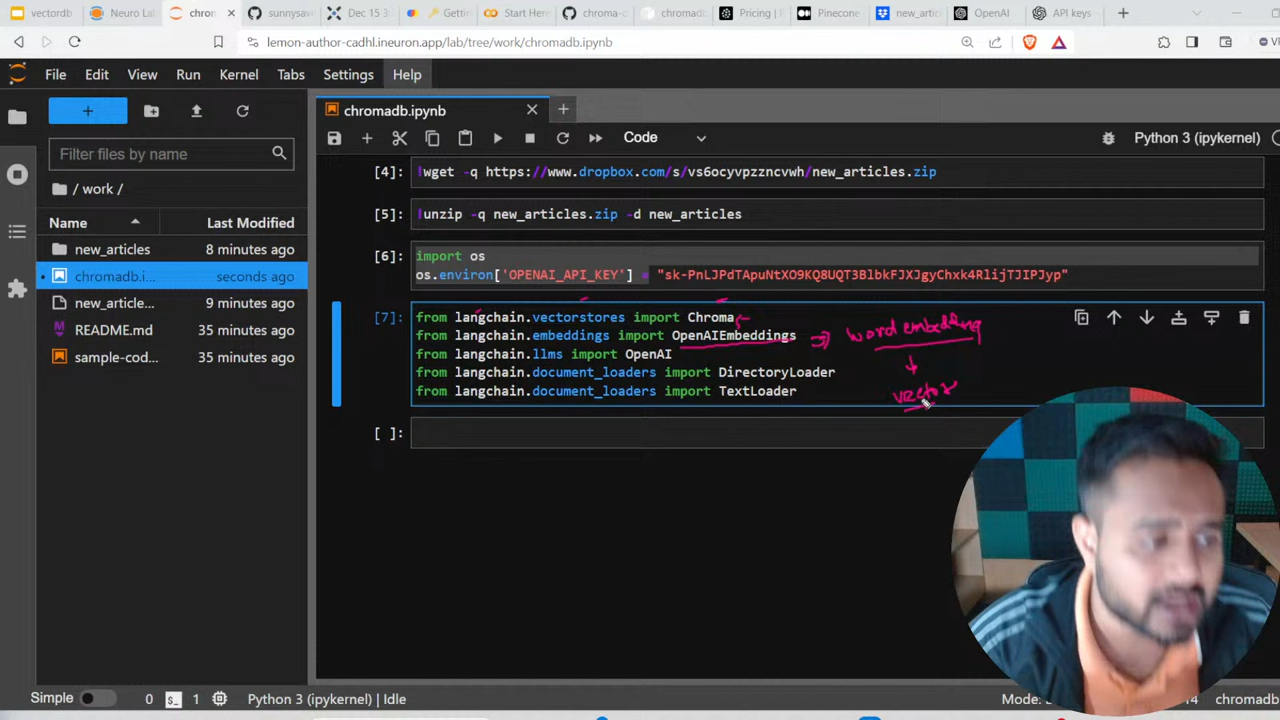 vectordb
Neuro Lab
chrom
sunnysav
Dec 15 3:
Gettin
Start Here
chroma-c
chromad
Pricing |
Pinecone
new_artic
OpenAI
API keys
lemon-author-cadhl.ineuron.app/lab/tree/work/chromadb.ipynb
VP
File Edit View Run Kernel Tabs Settings Help
chromadb.ipynb
Code
Python 3 (ipykernel)
Filter files by name
/ work /
Name Last Modified
new_articles 8 minutes ago
chromadb.i... seconds ago
new_article... 9 minutes ago
README.md 35 minutes ago
sample-cod... 35 minutes ago
[4]: !wget -q https://www.dropbox.com/s/vs6ocyvpzzncvwh/new_articles.zip
[5]: !unzip -q new_articles.zip -d new_articles
[6]: import os
os.environ['OPENAI_API_KEY'] = "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"
[7]: from langchain.vectorstores import Chroma
from langchain.embeddings import OpenAIEmbeddings
word embedding
from langchain.llms import OpenAI
from langchain.document_loaders import DirectoryLoader
from langchain.document_loaders import TextLoader
vector
[ ]:
Simple 0 1 Python 3 (ipykernel) | Idle
Mode:
14 chromadb